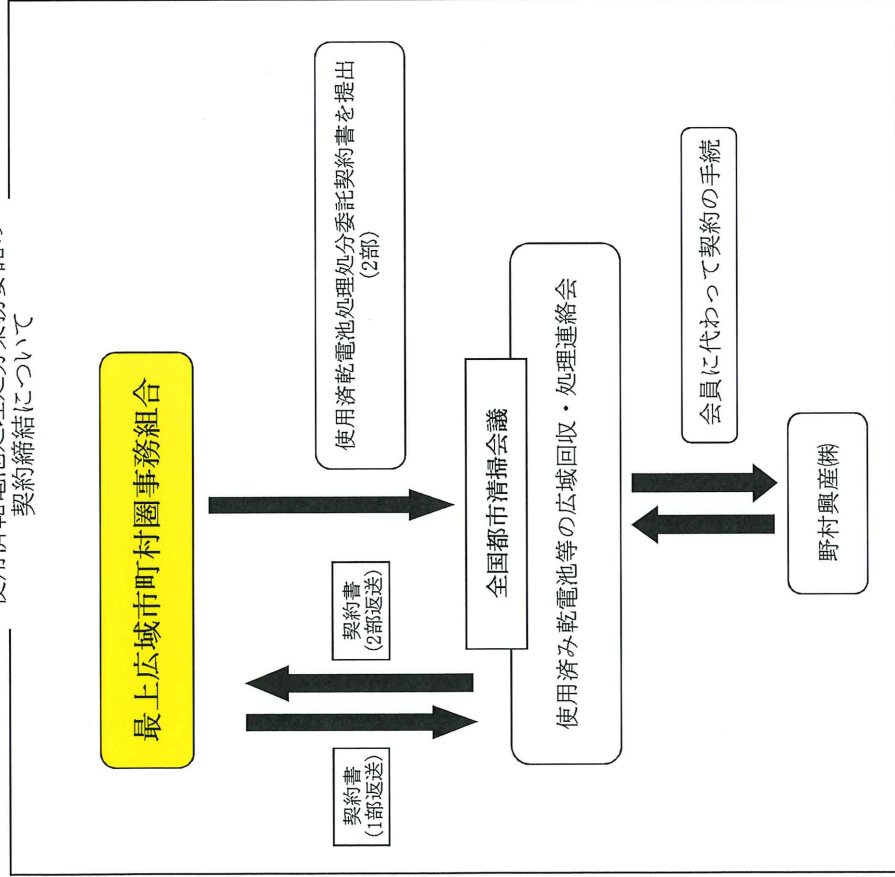 契約締結について
最上広域市町村圏事務組合
使用済乾電池処理処分委託契約書を提出
(2部)
契約書
(2部返送)
契約書
(1部返送)
全国都市清掃会議
使用済み乾電池等の広域回収・処理連絡会
会員に代わって契約の手続
野村興産㈱